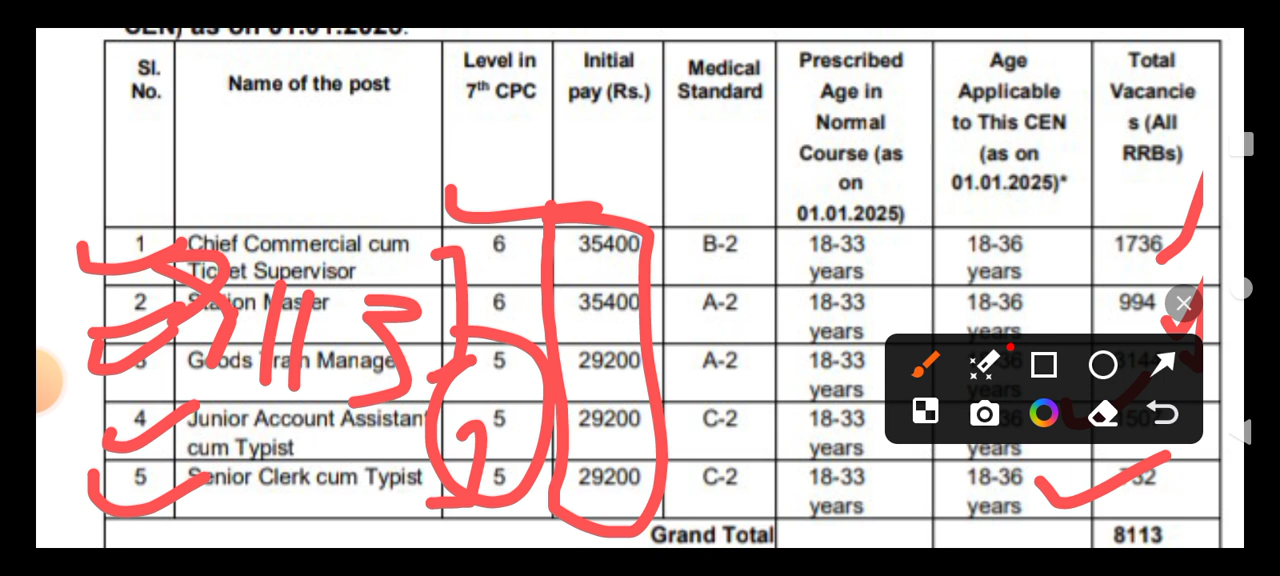 CEN) as on 01.01.2025.
Sl. No. Name of the post Level in 7th CPC Initial pay (Rs.) Medical Standard Prescribed Age in Normal Course (as on 01.01.2025) Age Applicable to This CEN (as on 01.01.2025)* Total Vacancie s (All RRBs)
1 Chief Commercial cum Ticket Supervisor 6 35400 B-2 18-33 years 18-36 years 1736
2 Station Master 6 35400 A-2 18-33 years 18-36 years 994
3 Goods Train Manager 5 29200 A-2 18-33 years
4 Junior Account Assistant cum Typist 5 29200 C-2 18-33 years years
5 Senior Clerk cum Typist 5 29200 C-2 18-33 years 18-36 years
Grand Total 8113